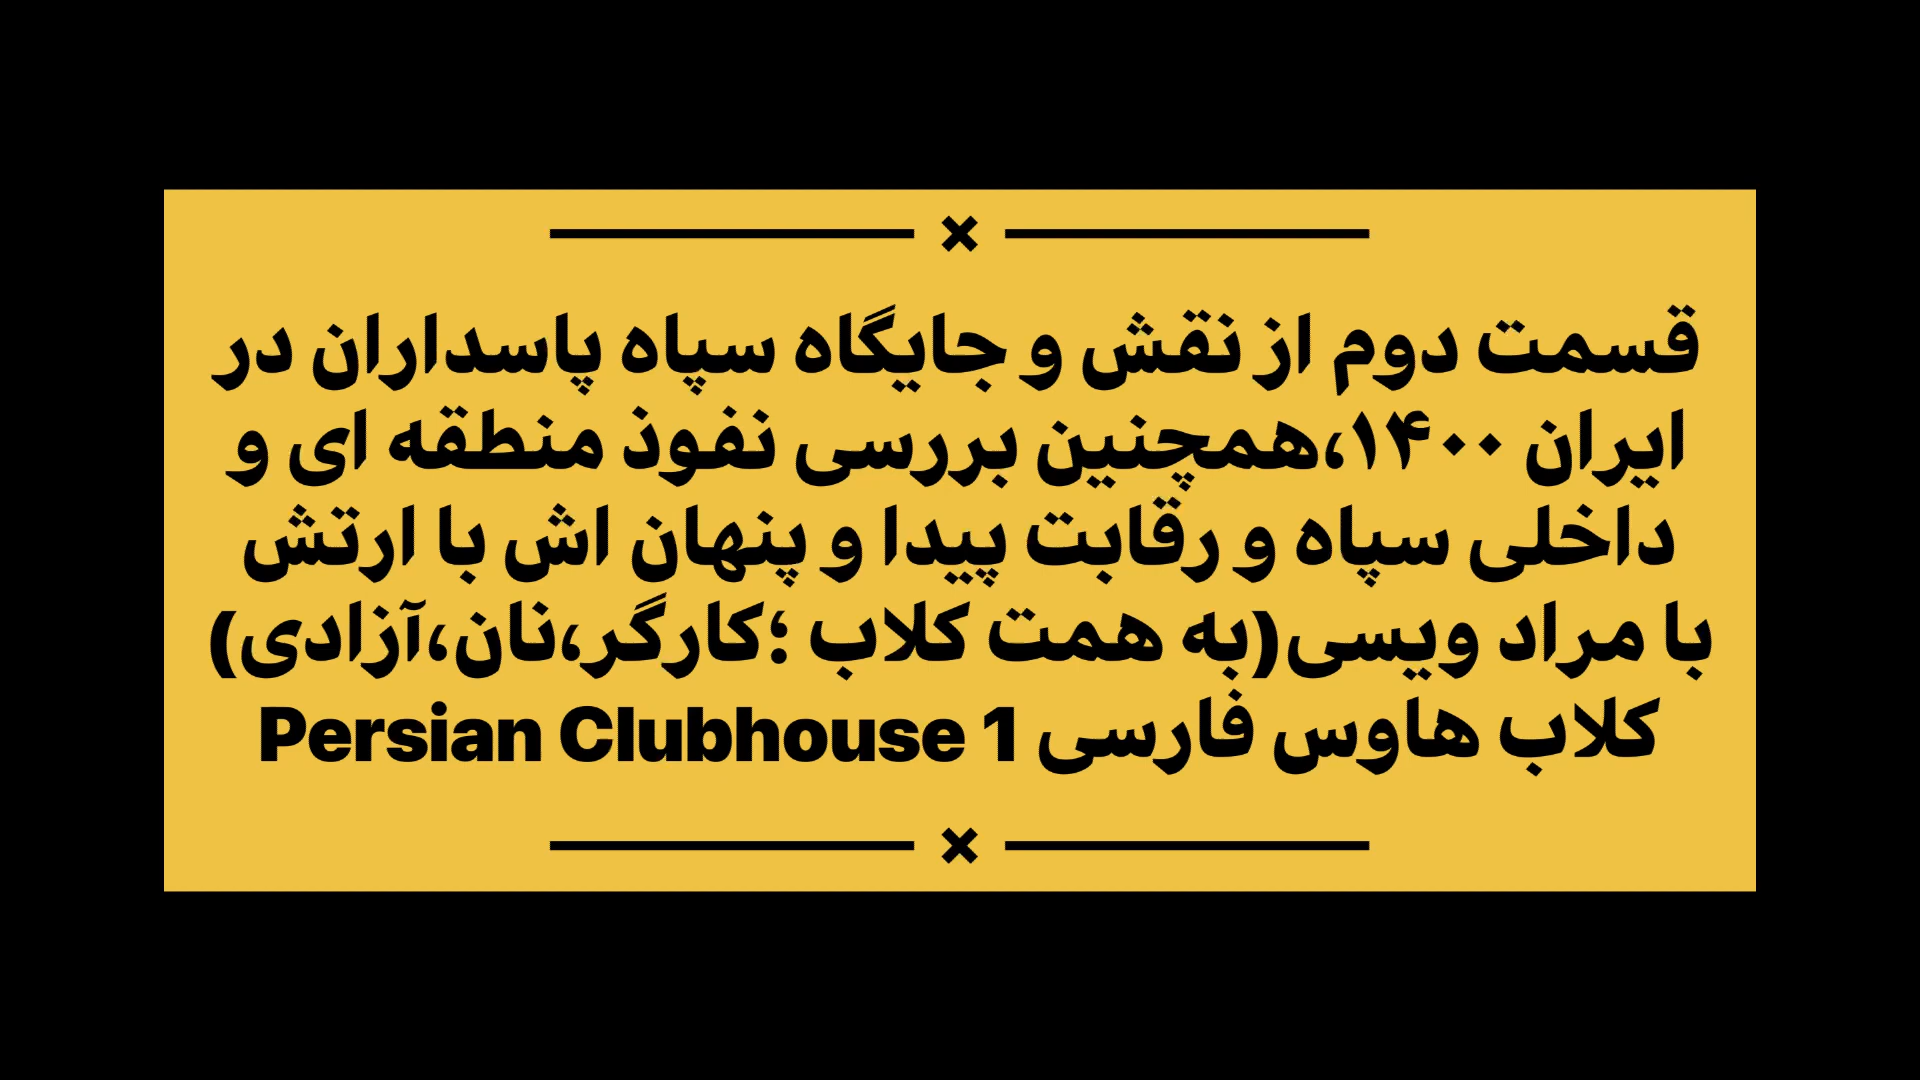 قسمت دوم از نقش و جایگاه سپاه پاسداران در
ایران ۱۴۰۰،همچنین بررسی نفوذ منطقه ای و
داخلی سپاه و رقابت پیدا و پنهان اش با ارتش
با مراد ویسی(به همت کلاب ؛کارگر،نان،آزادی)
کلاب هاوس فارسی Persian Clubhouse 1